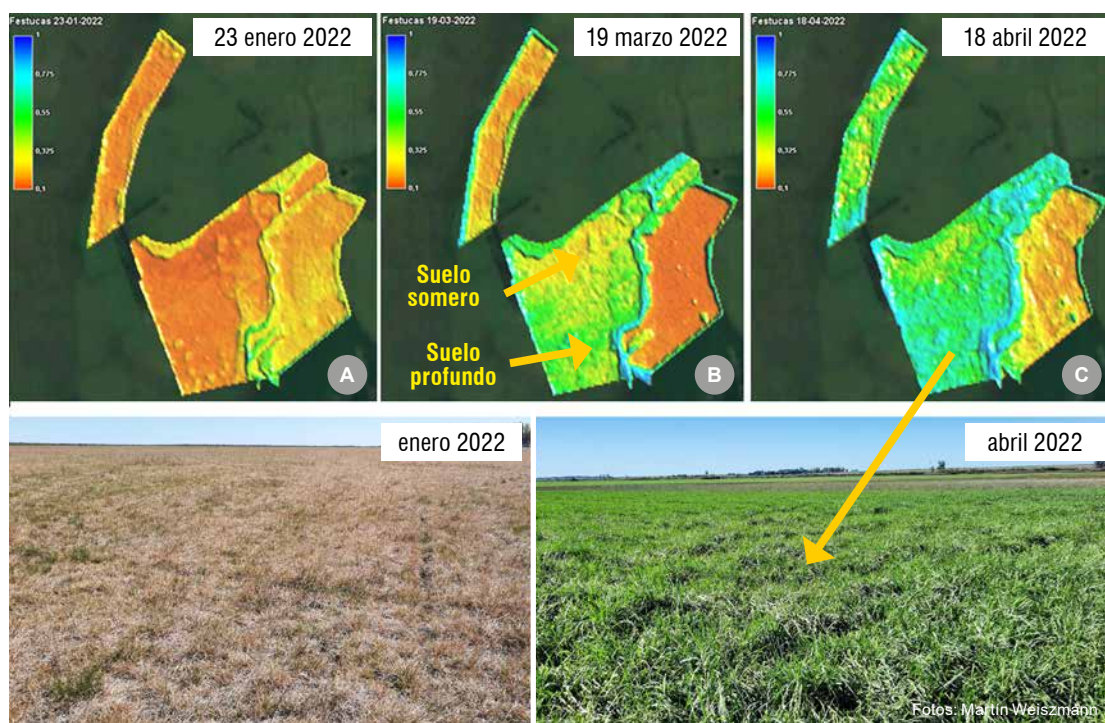 Festucas 23-01-2022
23 enero 2022
1
0,775
0,55
0,325
0,1
A
Festucas 19-03-2022
19 marzo 2022
1
0,775
0,55
0,325
0,1
Suelo
somero
Suelo
profundo
B
Festucas 18-04-2022
18 abril 2022
1
0,775
0,55
0,325
0,1
C
enero 2022
abril 2022
Fotos: Martín Weiszmann